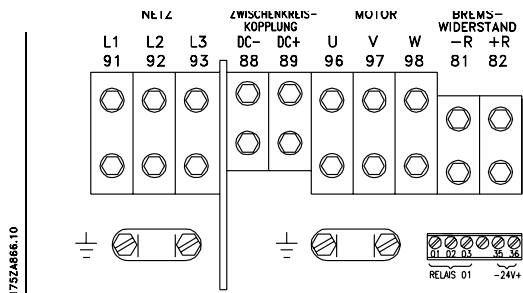 NETZ ZWISCHENKREIS- MOTOR BREMS-
KOPPLUNG WIDERSTAND
L1 L2 L3 DC- DC+ U V W -R +R
91 92 93 88 89 96 97 98 81 82
01 02 03 35 36
RELAIS 01 -24V+
175ZA866.10